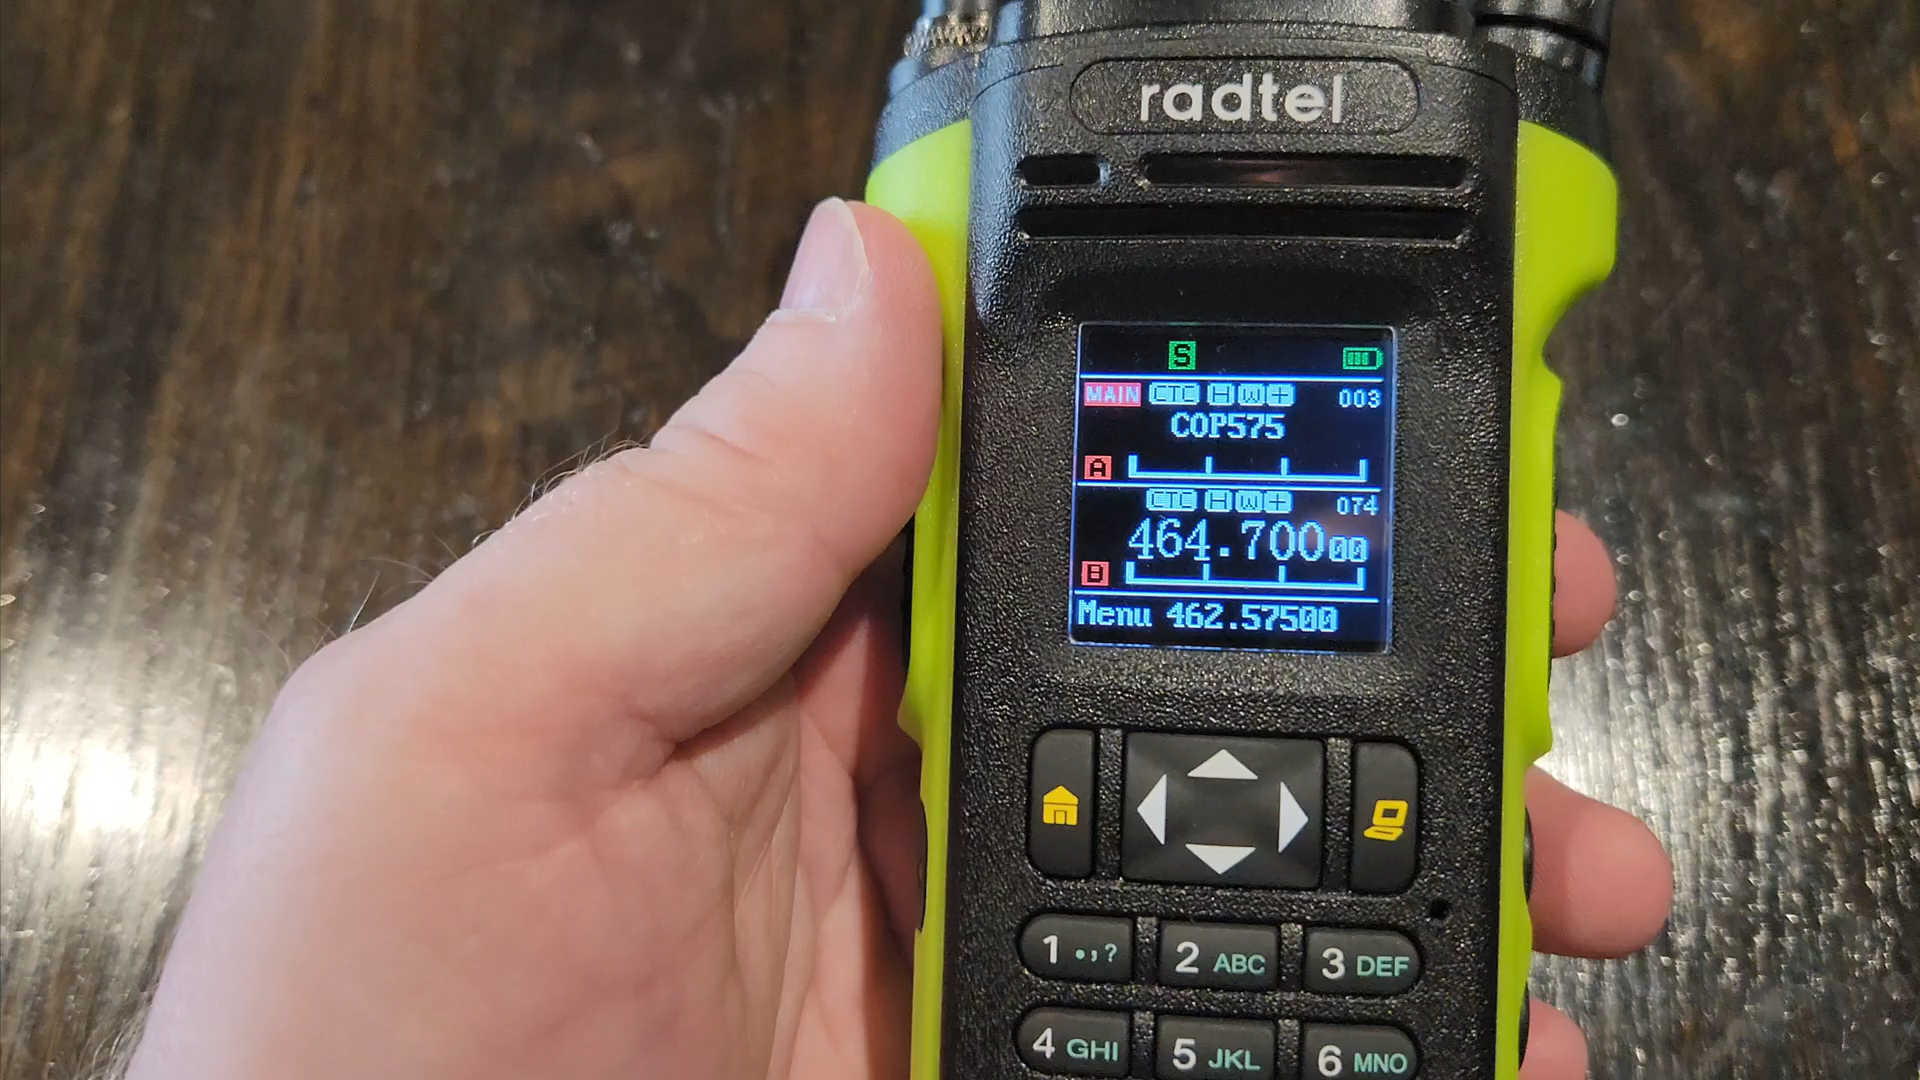 radtel
S
MAIN CTC H W + 003
COP575
A
CTC H W + 074
464.70000
B
Menu 462.57500
1 .,? 2 ABC 3 DEF
4 GHI 5 JKL 6 MNO